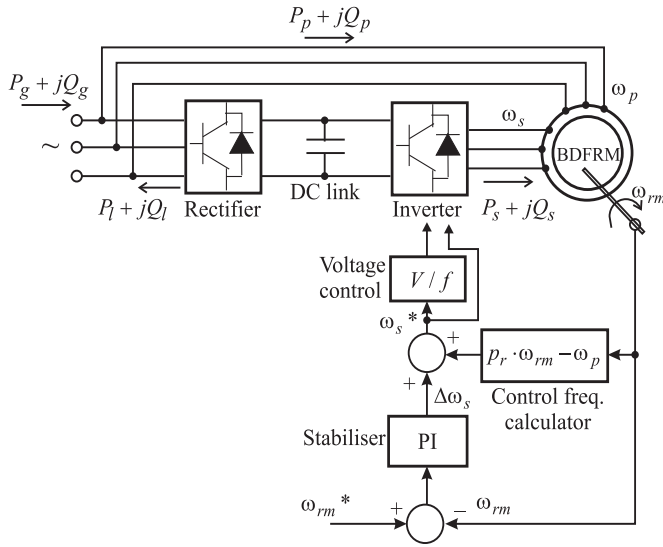 P_p + jQ_p
P_g + jQ_g
ω_p
ω_s
~
BDFRM
DC link
ω_rm
P_l + jQ_l
Rectifier
Inverter
P_s + jQ_s
Voltage
control
V / f
ω_s *
+
p_r · ω_rm − ω_p
+
Δω_s
Control freq.
calculator
Stabiliser
PI
ω_rm *
+
−
ω_rm